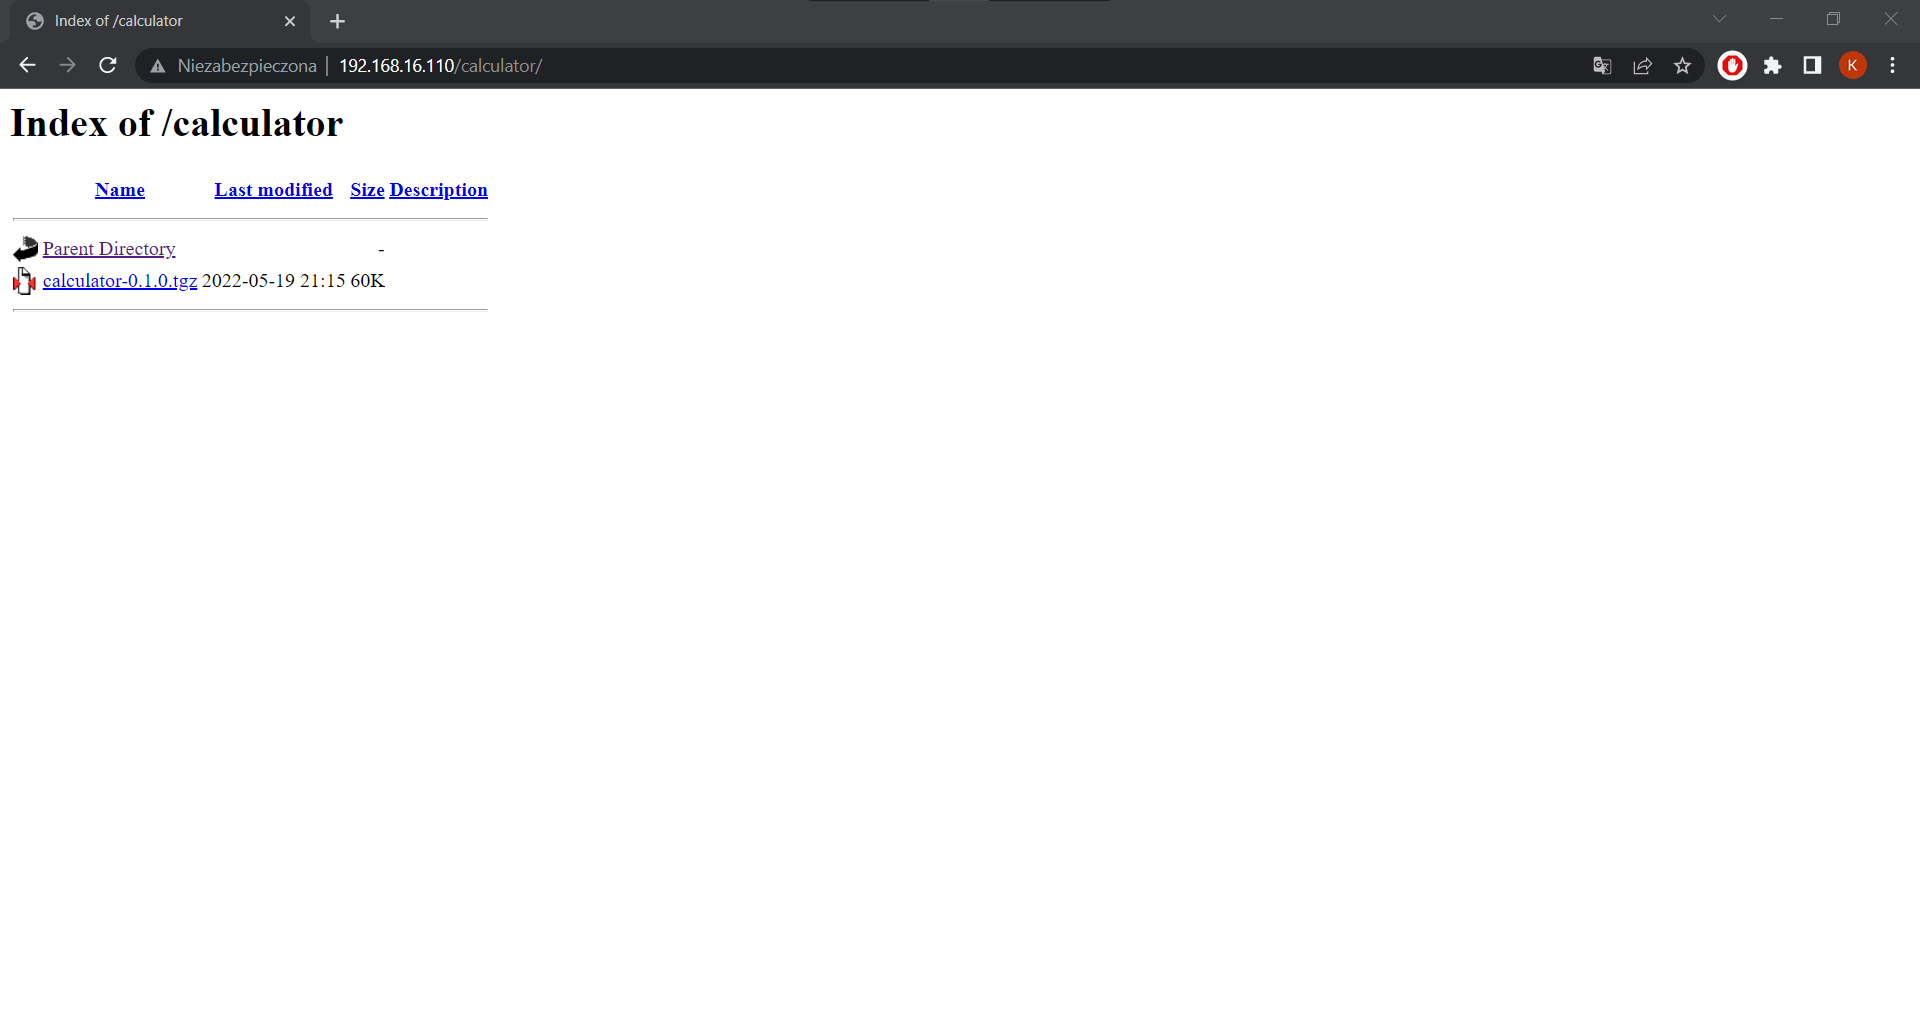 Index of /calculator
Niezabezpieczona | 192.168.16.110/calculator/
K
Index of /calculator
Name Last modified Size Description
Parent Directory -
calculator-0.1.0.tgz 2022-05-19 21:15 60K